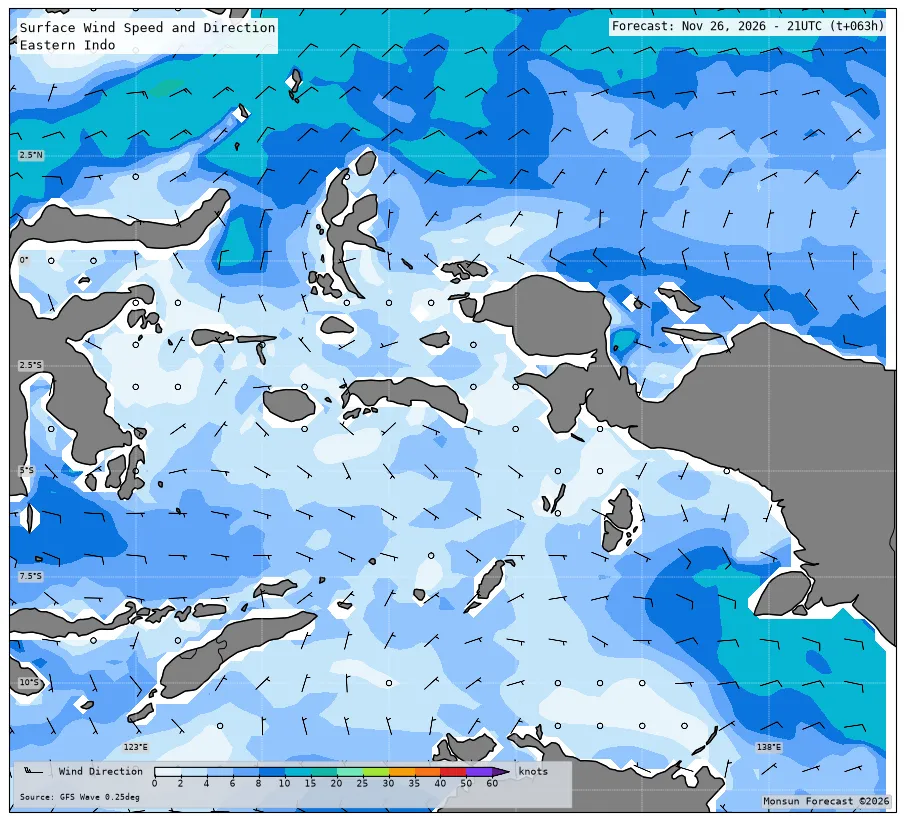 Surface Wind Speed and Direction
Eastern Indo
Forecast: Nov 26, 2026 - 21UTC (t+063h)
2.5°N
0°
2.5°S
5°S
7.5°S
10°S
123°E
138°E
Wind Direction
0 2 4 6 8 10 15 20 25 30 35 40 50 60
knots
Source: GFS Wave 0.25deg
Monsun Forecast ©2026